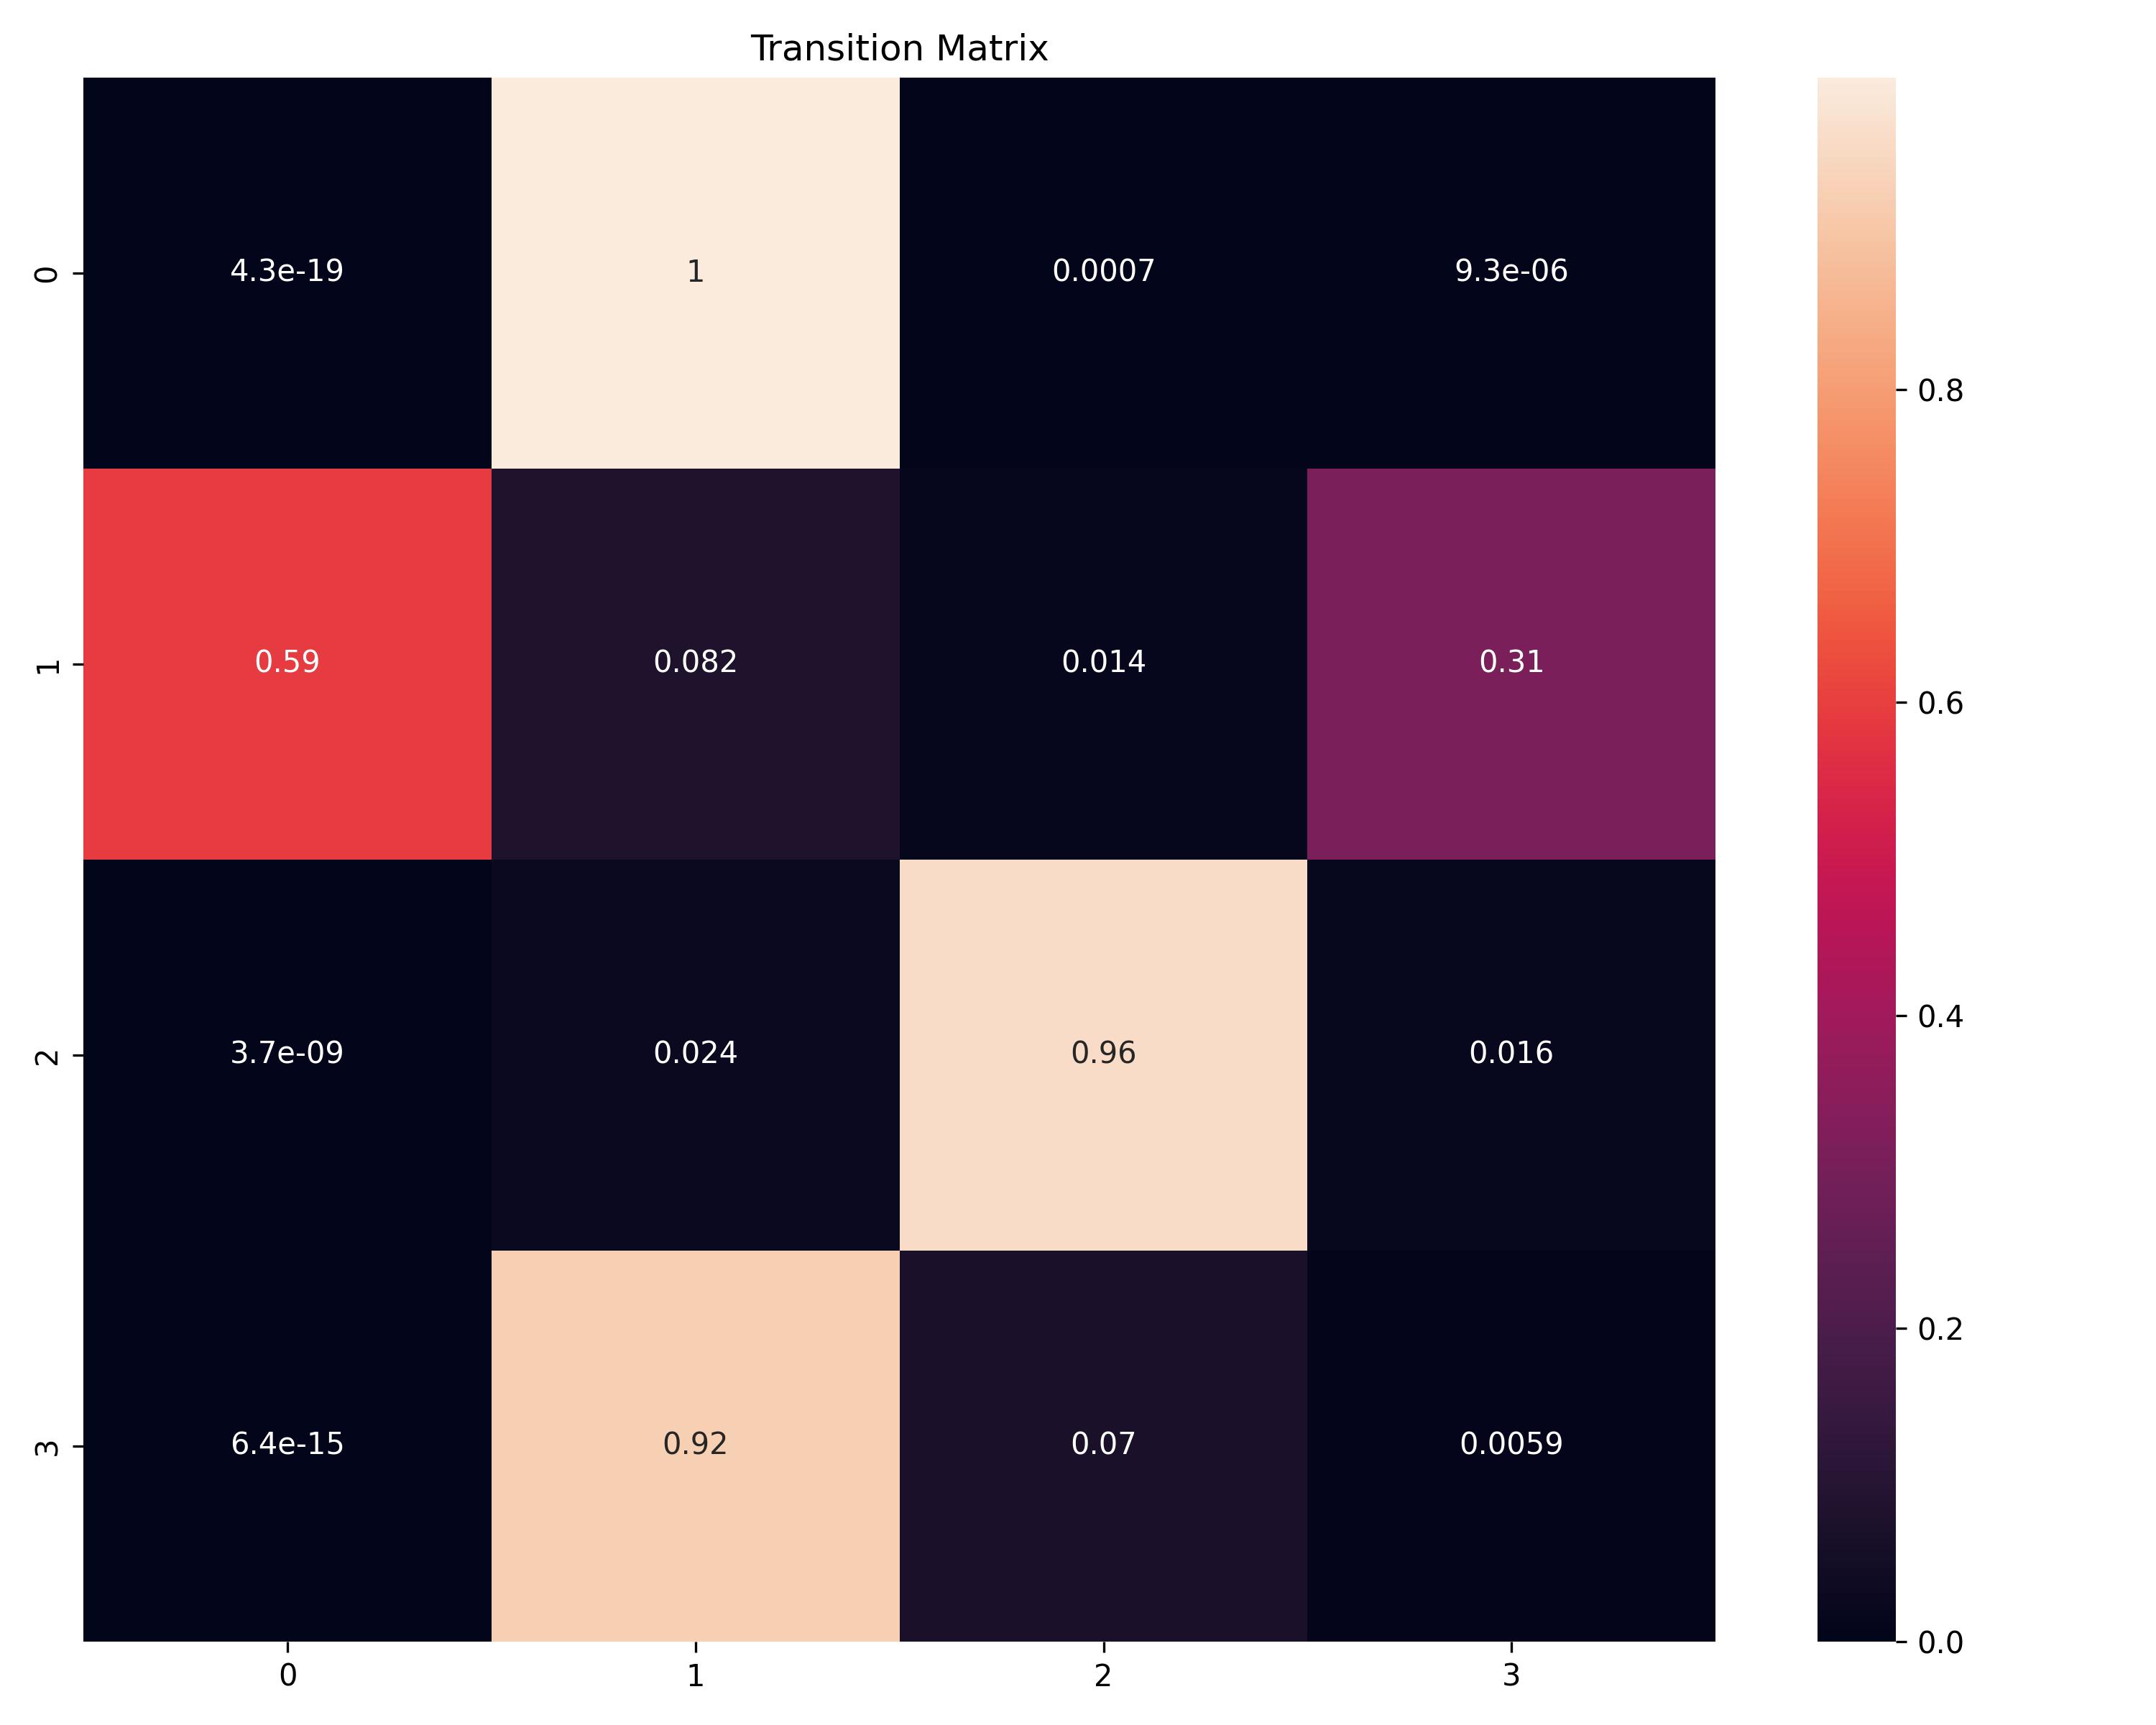 Transition Matrix
0 4.3e-19 1 0.0007 9.3e-06
0.8
1 0.59 0.082 0.014 0.31
0.6
2 3.7e-09 0.024 0.96 0.016
0.4
0.2
3 6.4e-15 0.92 0.07 0.0059
0.0
0 1 2 3